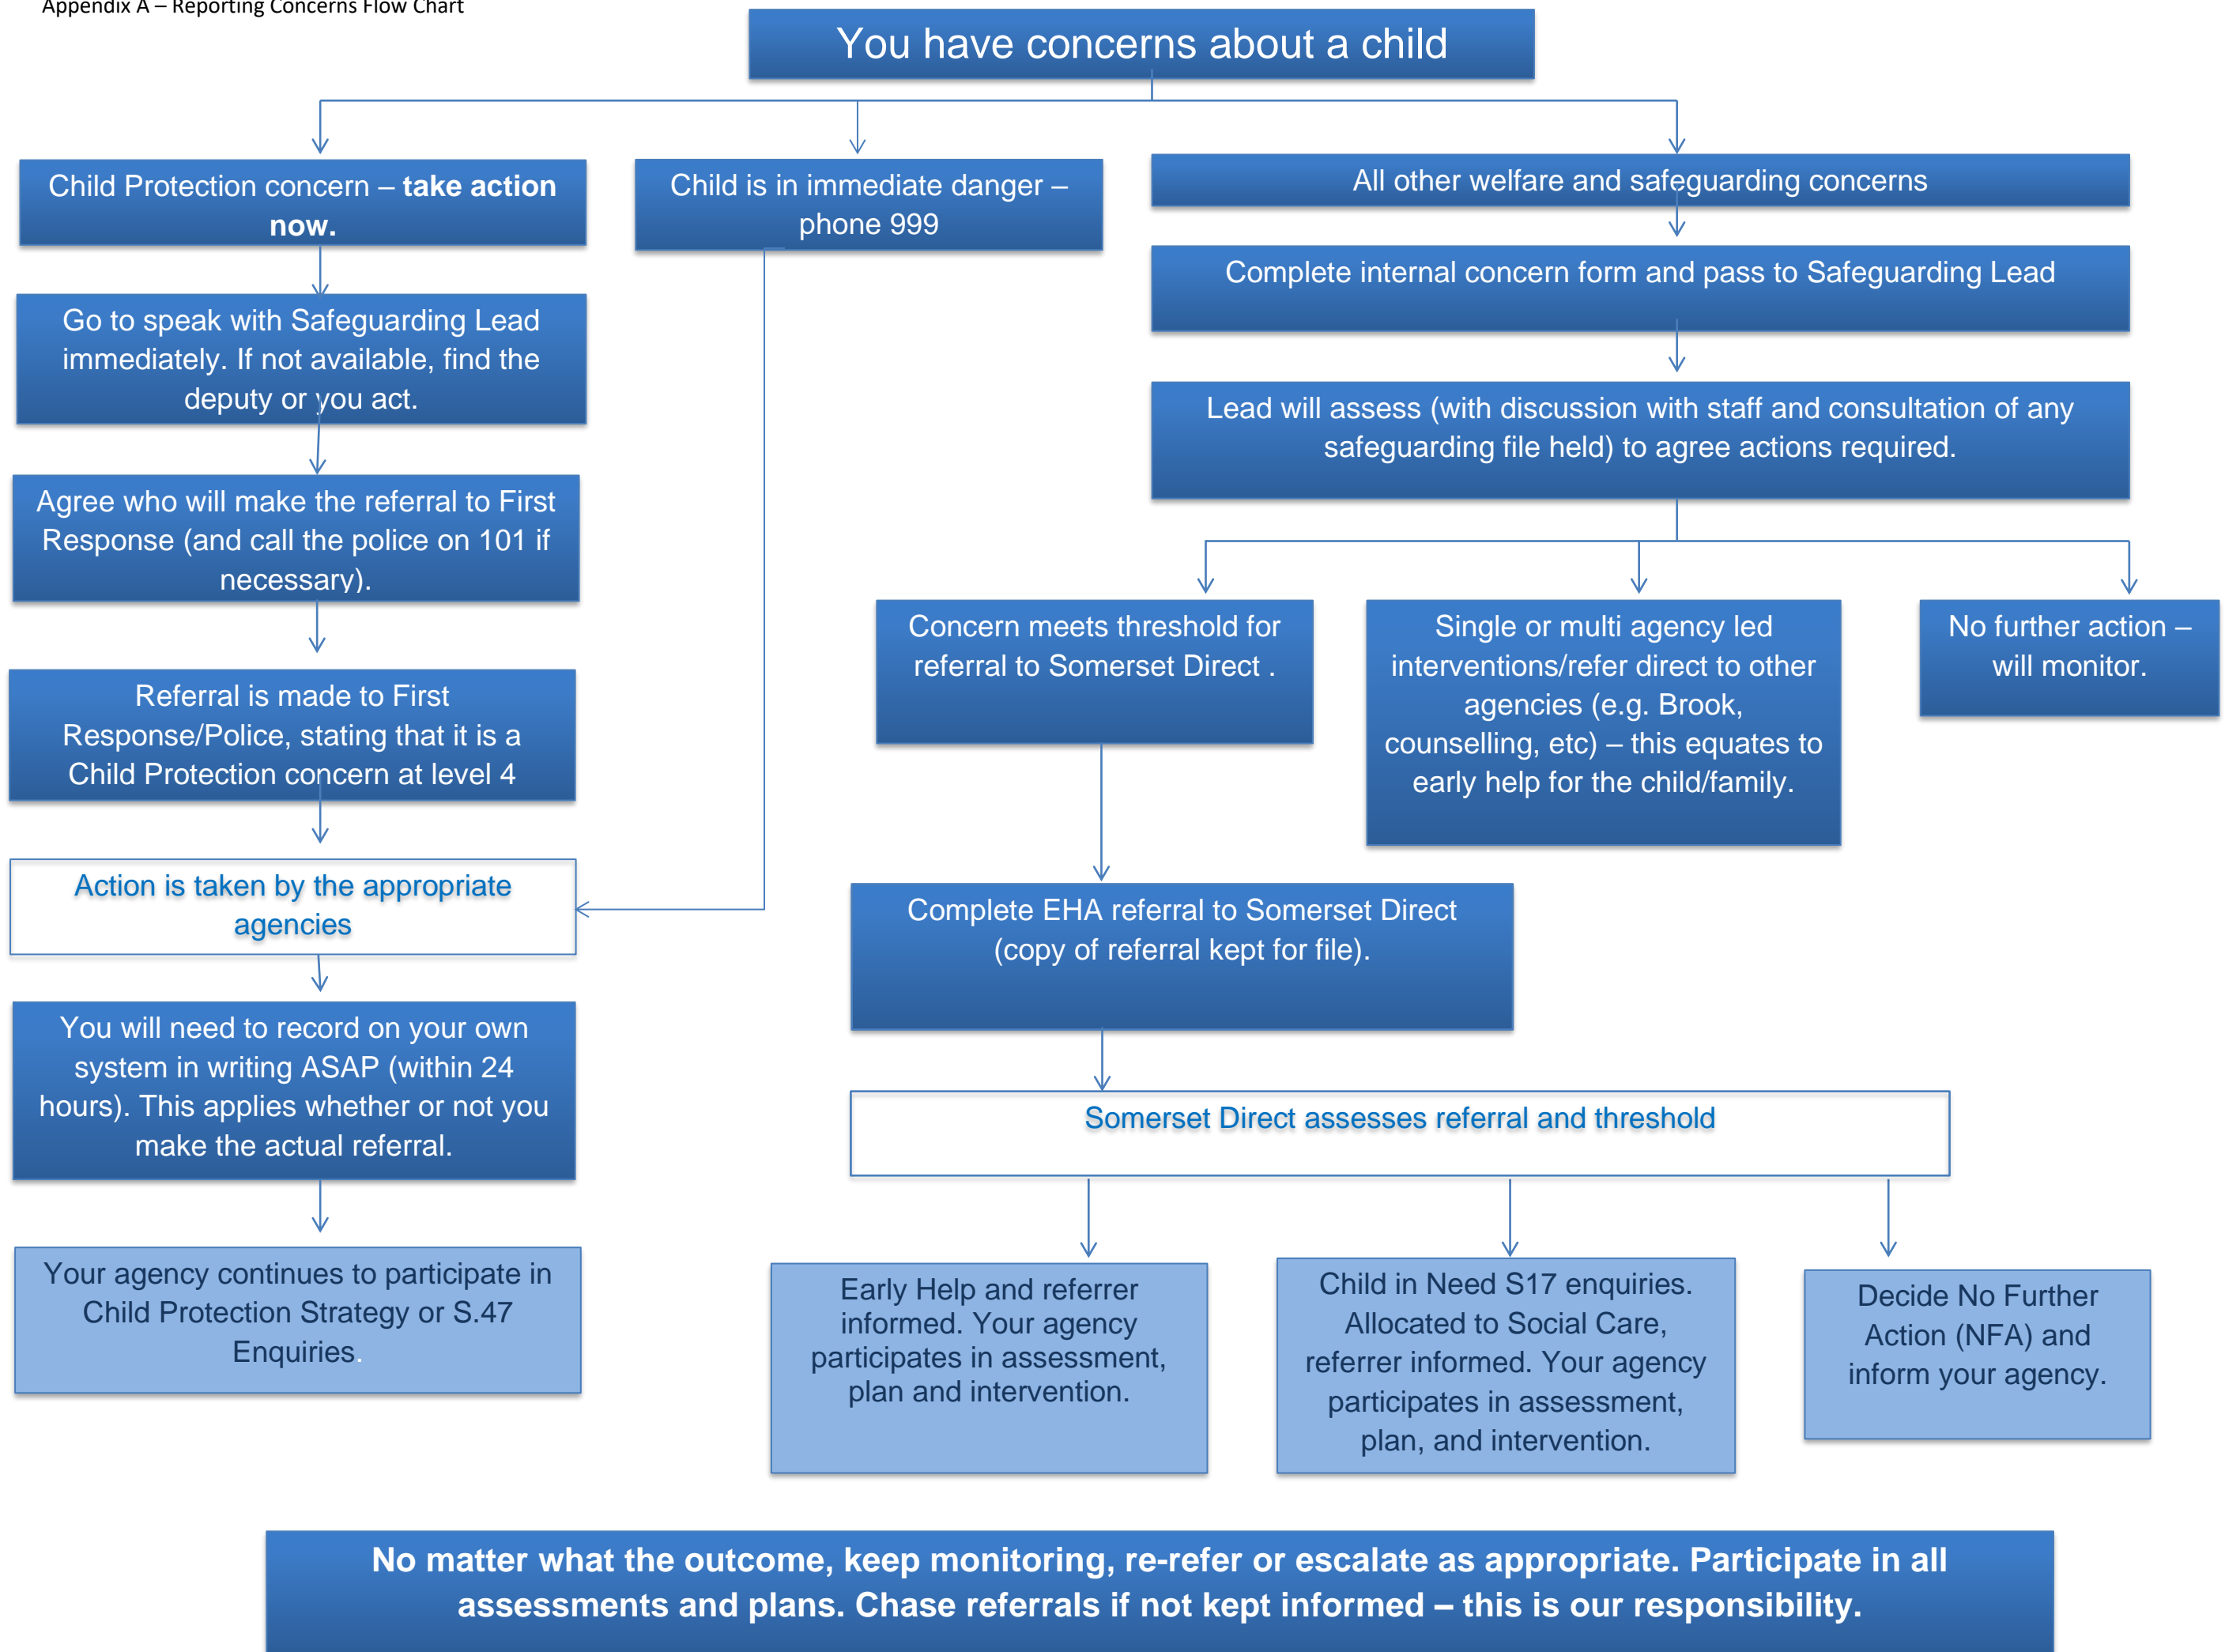 Appendix A – Reporting Concerns Flow Chart
You have concerns about a child
Child Protection concern – take action
now.
Child is in immediate danger –
phone 999
All other welfare and safeguarding concerns
Go to speak with Safeguarding Lead
immediately. If not available, find the
deputy or you act.
Complete internal concern form and pass to Safeguarding Lead
Lead will assess (with discussion with staff and consultation of any
safeguarding file held) to agree actions required.
Agree who will make the referral to First
Response (and call the police on 101 if
necessary).
Concern meets threshold for
referral to Somerset Direct .
Single or multi agency led
interventions/refer direct to other
agencies (e.g. Brook,
counselling, etc) – this equates to
early help for the child/family.
No further action –
will monitor.
Referral is made to First
Response/Police, stating that it is a
Child Protection concern at level 4
Action is taken by the appropriate
agencies
Complete EHA referral to Somerset Direct
(copy of referral kept for file).
You will need to record on your own
system in writing ASAP (within 24
hours). This applies whether or not you
make the actual referral.
Somerset Direct assesses referral and threshold
Your agency continues to participate in
Child Protection Strategy or S.47
Enquiries.
Early Help and referrer
informed. Your agency
participates in assessment,
plan and intervention.
Child in Need S17 enquiries.
Allocated to Social Care,
referrer informed. Your agency
participates in assessment,
plan, and intervention.
Decide No Further
Action (NFA) and
inform your agency.
No matter what the outcome, keep monitoring, re-refer or escalate as appropriate. Participate in all
assessments and plans. Chase referrals if not kept informed – this is our responsibility.